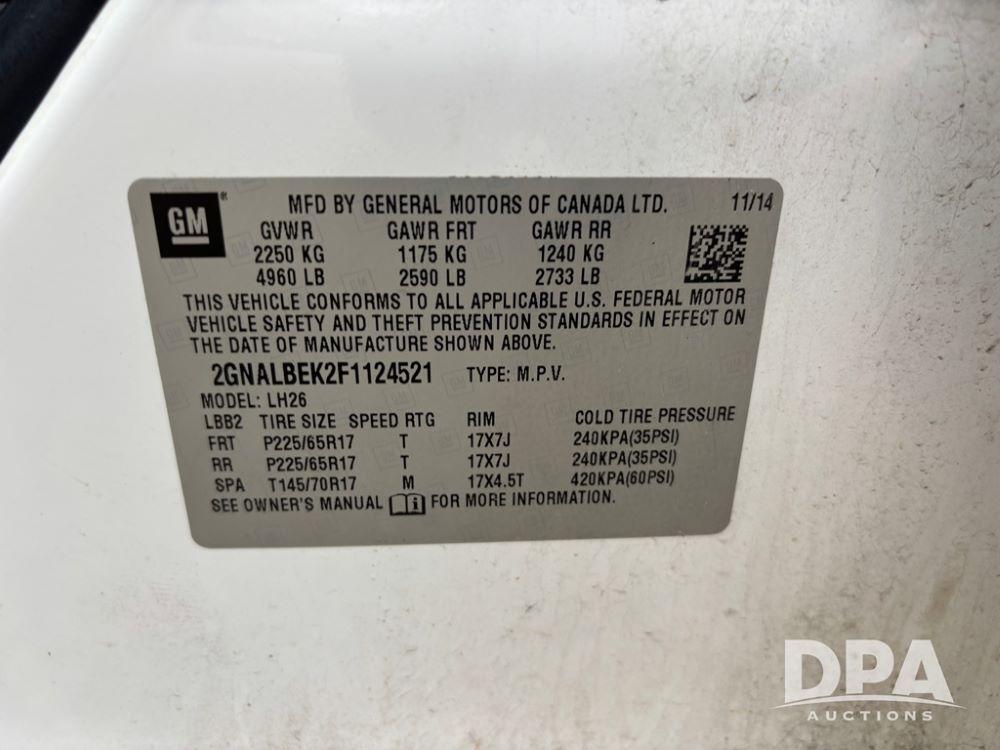 GM® MFD BY GENERAL MOTORS OF CANADA LTD. 11/14
GVWR GAWR FRT GAWR RR
2250 KG 1175 KG 1240 KG
4960 LB 2590 LB 2733 LB
THIS VEHICLE CONFORMS TO ALL APPLICABLE U.S. FEDERAL MOTOR
VEHICLE SAFETY AND THEFT PREVENTION STANDARDS IN EFFECT ON
THE DATE OF MANUFACTURE SHOWN ABOVE.
2GNALBEK2F1124521 TYPE: M.P.V.
MODEL: LH26
LBB2 TIRE SIZE SPEED RTG RIM COLD TIRE PRESSURE
FRT P225/65R17 T 17X7J 240KPA(35PSI)
RR P225/65R17 T 17X7J 240KPA(35PSI)
SPA T145/70R17 M 17X4.5T 420KPA(60PSI)
SEE OWNER'S MANUAL FOR MORE INFORMATION.
DPA
AUCTIONS